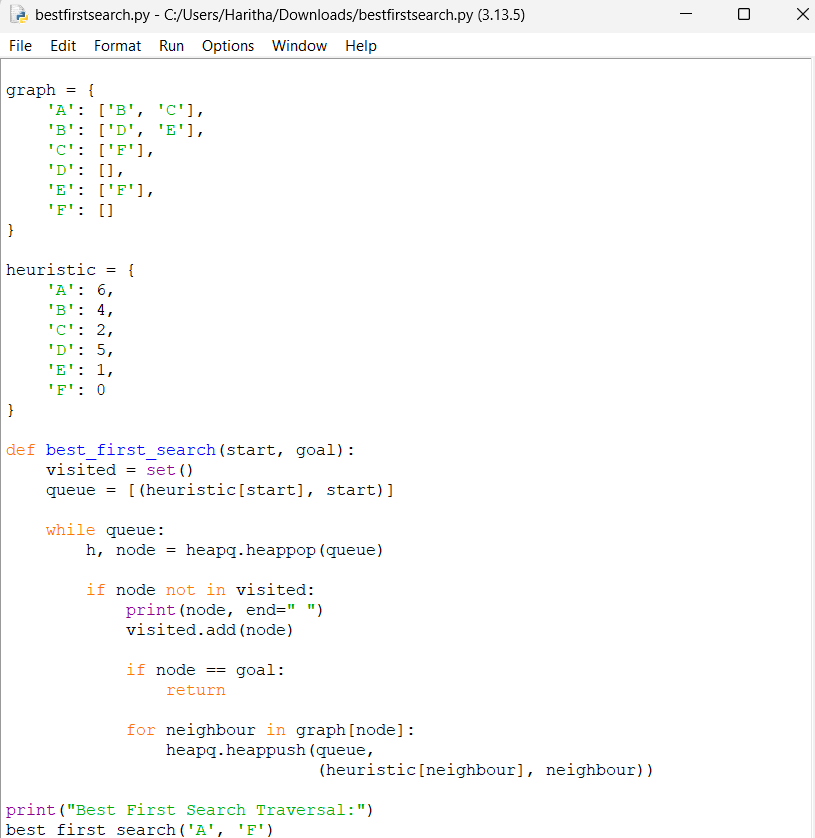 bestfirstsearch.py - C:/Users/Haritha/Downloads/bestfirstsearch.py (3.13.5)
File Edit Format Run Options Window Help
graph = {
    'A': ['B', 'C'],
    'B': ['D', 'E'],
    'C': ['F'],
    'D': [],
    'E': ['F'],
    'F': []
}
heuristic = {
    'A': 6,
    'B': 4,
    'C': 2,
    'D': 5,
    'E': 1,
    'F': 0
}
def best_first_search(start, goal):
    visited = set()
    queue = [(heuristic[start], start)]
    while queue:
        h, node = heapq.heappop(queue)
        if node not in visited:
            print(node, end=" ")
            visited.add(node)
            if node == goal:
                return
            for neighbour in graph[node]:
                heapq.heappush(queue,
                               (heuristic[neighbour], neighbour))
print("Best First Search Traversal:")
best_first_search('A', 'F')